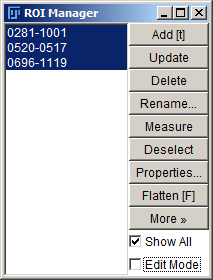 ROI Manager
0281-1001
0520-0517
0696-1119
Add [t]
Update
Delete
Rename...
Measure
Deselect
Properties...
Flatten [F]
More »
Show All
Edit Mode